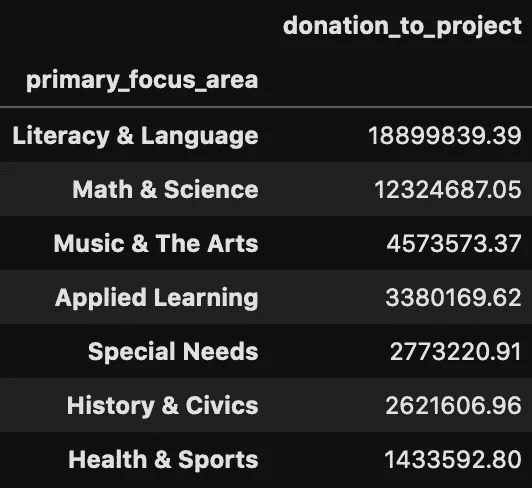 donation_to_project
primary_focus_area
Literacy & Language 18899839.39
Math & Science 12324687.05
Music & The Arts 4573573.37
Applied Learning 3380169.62
Special Needs 2773220.91
History & Civics 2621606.96
Health & Sports 1433592.80